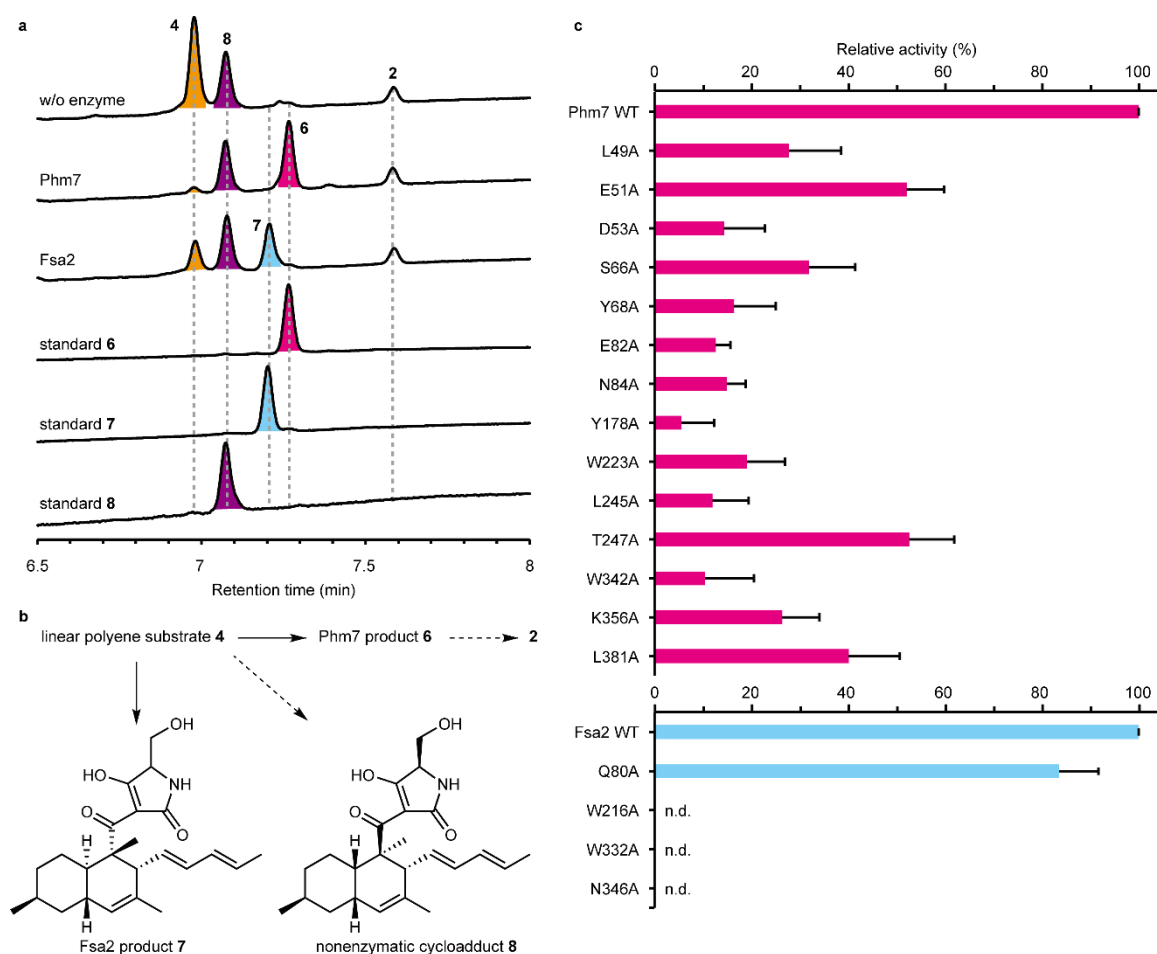 a
4
8
2
w/o enzyme
6
Phm7
7
Fsa2
standard 6
standard 7
standard 8
6.5 7 7.5 8
Retention time (min)
b
linear polyene substrate 4 Phm7 product 6 2
OH OH
HO NH HO NH
O O O O
H H
H H
Fsa2 product 7 nonenzymatic cycloadduct 8
c
Relative activity (%)
0 20 40 60 80 100
Phm7 WT
L49A
E51A
D53A
S66A
Y68A
E82A
N84A
Y178A
W223A
L245A
T247A
W342A
K356A
L381A
0 20 40 60 80 100
Fsa2 WT
Q80A
W216A n.d.
W332A n.d.
N346A n.d.